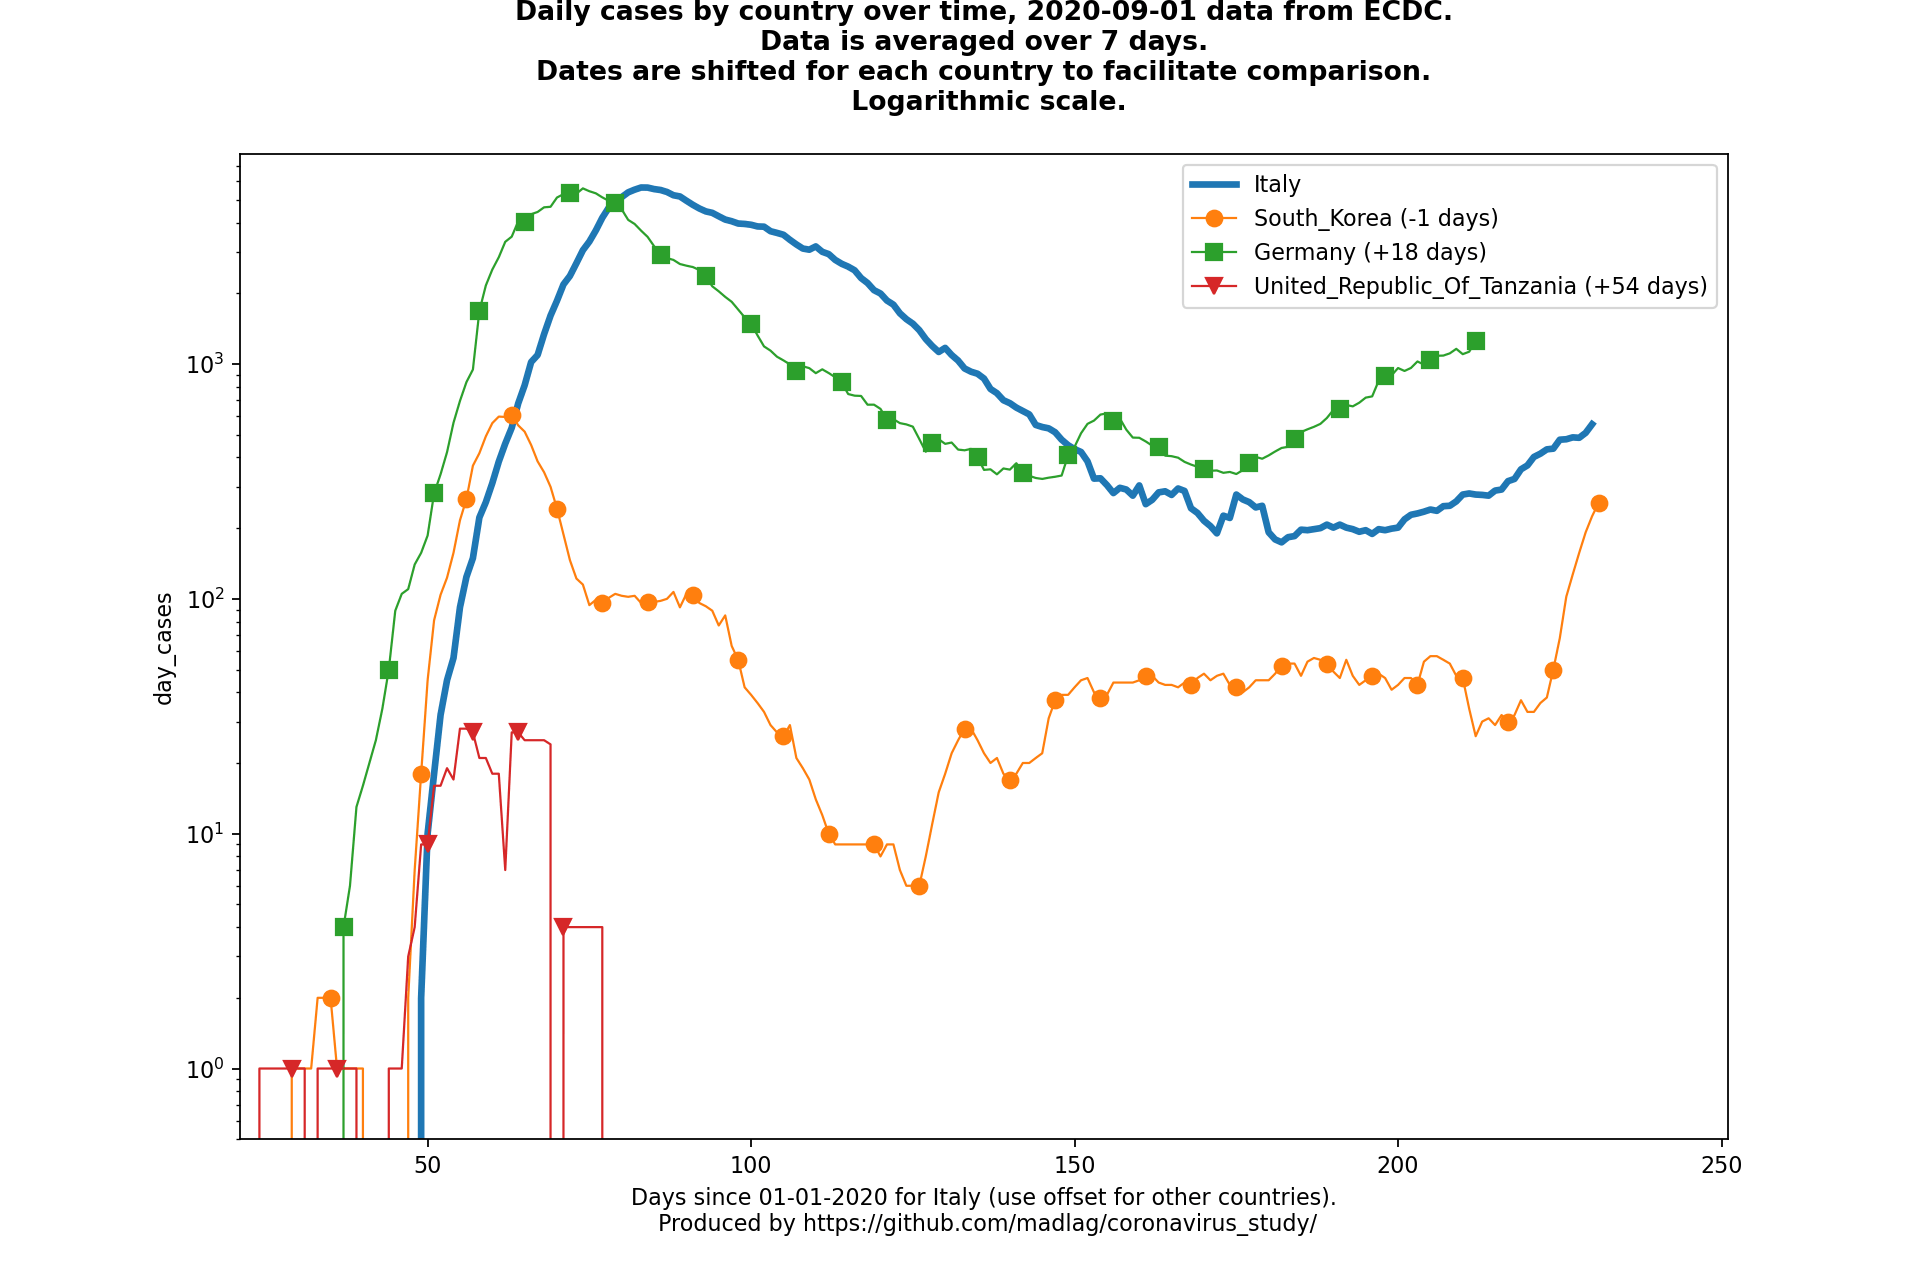 Daily cases by country over time, 2020-09-01 data from ECDC.
Data is averaged over 7 days.
Dates are shifted for each country to facilitate comparison.
Logarithmic scale.
Italy
South_Korea (-1 days)
Germany (+18 days)
United_Republic_Of_Tanzania (+54 days)
day_cases
10³
10²
10¹
10⁰
50 100 150 200 250
Days since 01-01-2020 for Italy (use offset for other countries).
Produced by https://github.com/madlag/coronavirus_study/